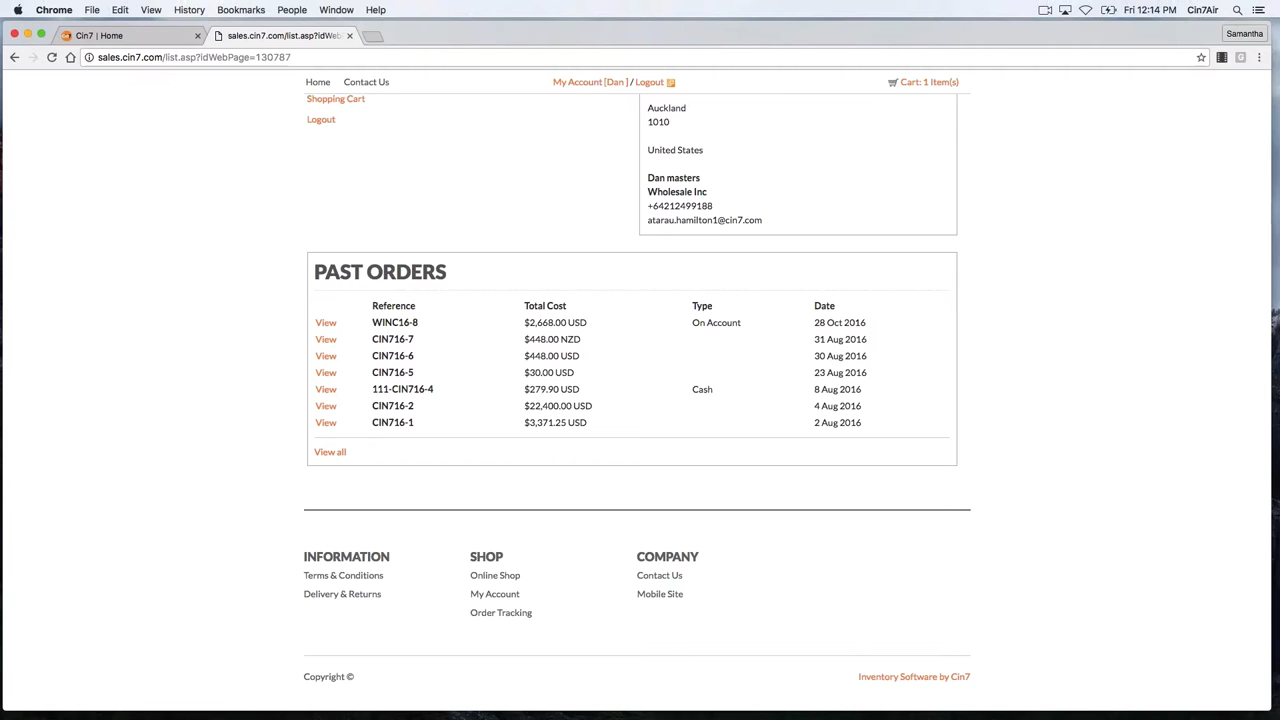 Chrome File Edit View History Bookmarks People Window Help Fri 12:14 PM Cin7Air
Cin7 | Home sales.cin7.com/list.asp?idWeb Samantha
sales.cin7.com/list.asp?idWebPage=130787
Home Contact Us My Account [Dan ] / Logout Cart: 1 Item(s)
Shopping Cart
Logout
Auckland
1010
United States
Dan masters
Wholesale Inc
+64212499188
atarau.hamilton1@cin7.com
PAST ORDERS
Reference Total Cost Type Date
View WINC16-8 $2,668.00 USD On Account 28 Oct 2016
View CIN716-7 $448.00 NZD 31 Aug 2016
View CIN716-6 $448.00 USD 30 Aug 2016
View CIN716-5 $30.00 USD 23 Aug 2016
View 111-CIN716-4 $279.90 USD Cash 8 Aug 2016
View CIN716-2 $22,400.00 USD 4 Aug 2016
View CIN716-1 $3,371.25 USD 2 Aug 2016
View all
INFORMATION SHOP COMPANY
Terms & Conditions Online Shop Contact Us
Delivery & Returns My Account Mobile Site
Order Tracking
Copyright © Inventory Software by Cin7